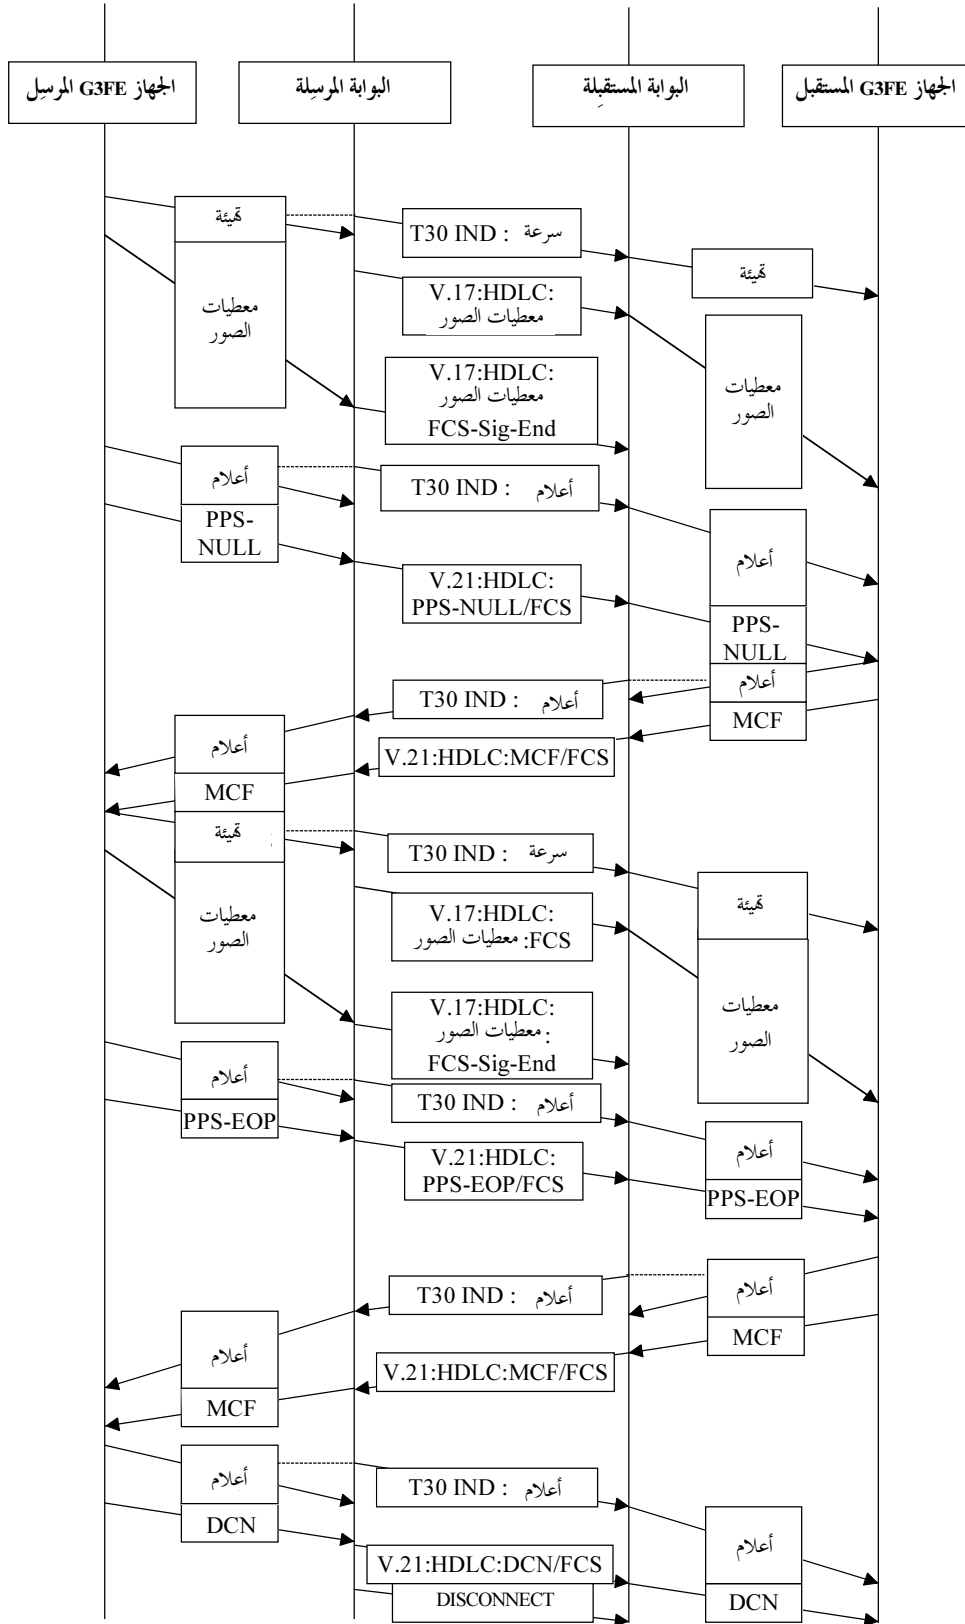 الجهاز G3FE المرسِل
البوابة المرسِلة
البوابة المستقبِلة
الجهاز G3FE المستقبل
تهيئة
T30 IND : سرعة
تهيئة
معطيات
الصور
V.17:HDLC:
معطيات الصور
معطيات
الصور
V.17:HDLC:
معطيات الصور
FCS-Sig-End
أعلام
T30 IND : أعلام
PPS-
NULL
أعلام
V.21:HDLC:
PPS-NULL/FCS
PPS-
NULL
أعلام
T30 IND : أعلام
MCF
أعلام
V.21:HDLC:MCF/FCS
MCF
تهيئة
T30 IND : سرعة
تهيئة
معطيات
الصور
V.17:HDLC:
FCS: معطيات الصور
معطيات
الصور
V.17:HDLC:
معطيات الصور:
FCS-Sig-End
أعلام
T30 IND : أعلام
PPS-EOP
أعلام
V.21:HDLC:
PPS-EOP/FCS
PPS-EOP
أعلام
T30 IND : أعلام
MCF
أعلام
V.21:HDLC:MCF/FCS
MCF
أعلام
T30 IND : أعلام
DCN
أعلام
V.21:HDLC:DCN/FCS
DISCONNECT
DCN